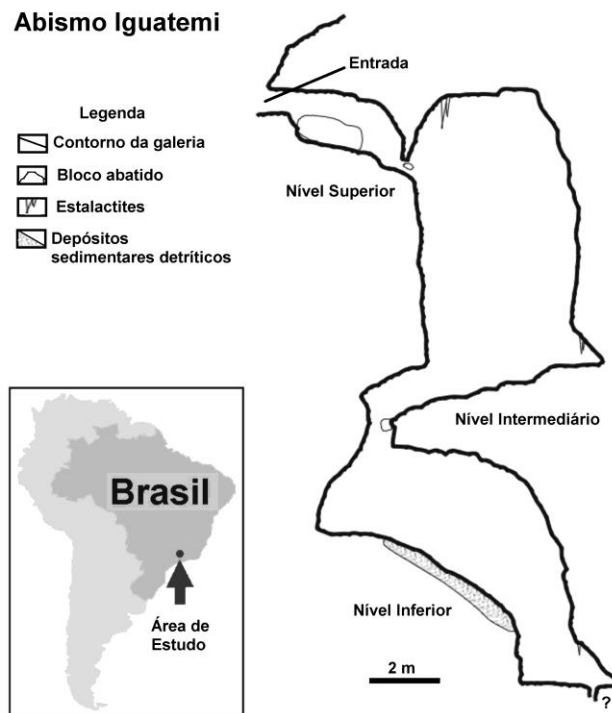 Abismo Iguatemi
Entrada
Legenda
Contorno da galeria
Bloco abatido
Estalactites
Depósitos
sedimentares detríticos
Nível Superior
Nível Intermediário
Brasil
Área de
Estudo
Nível Inferior
2 m
?